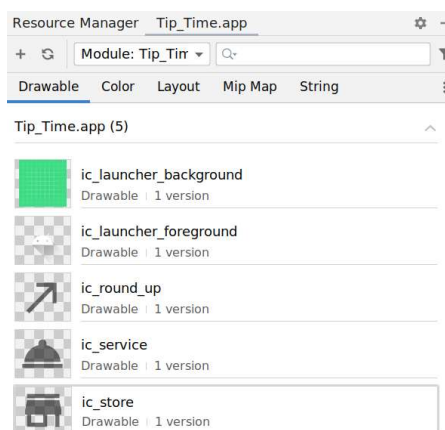 Resource Manager Tip_Time.app
Module: Tip_Tim
Drawable Color Layout Mip Map String
Tip_Time.app (5)
ic_launcher_background
Drawable 1 version
ic_launcher_foreground
Drawable 1 version
ic_round_up
Drawable 1 version
ic_service
Drawable 1 version
ic_store
Drawable 1 version